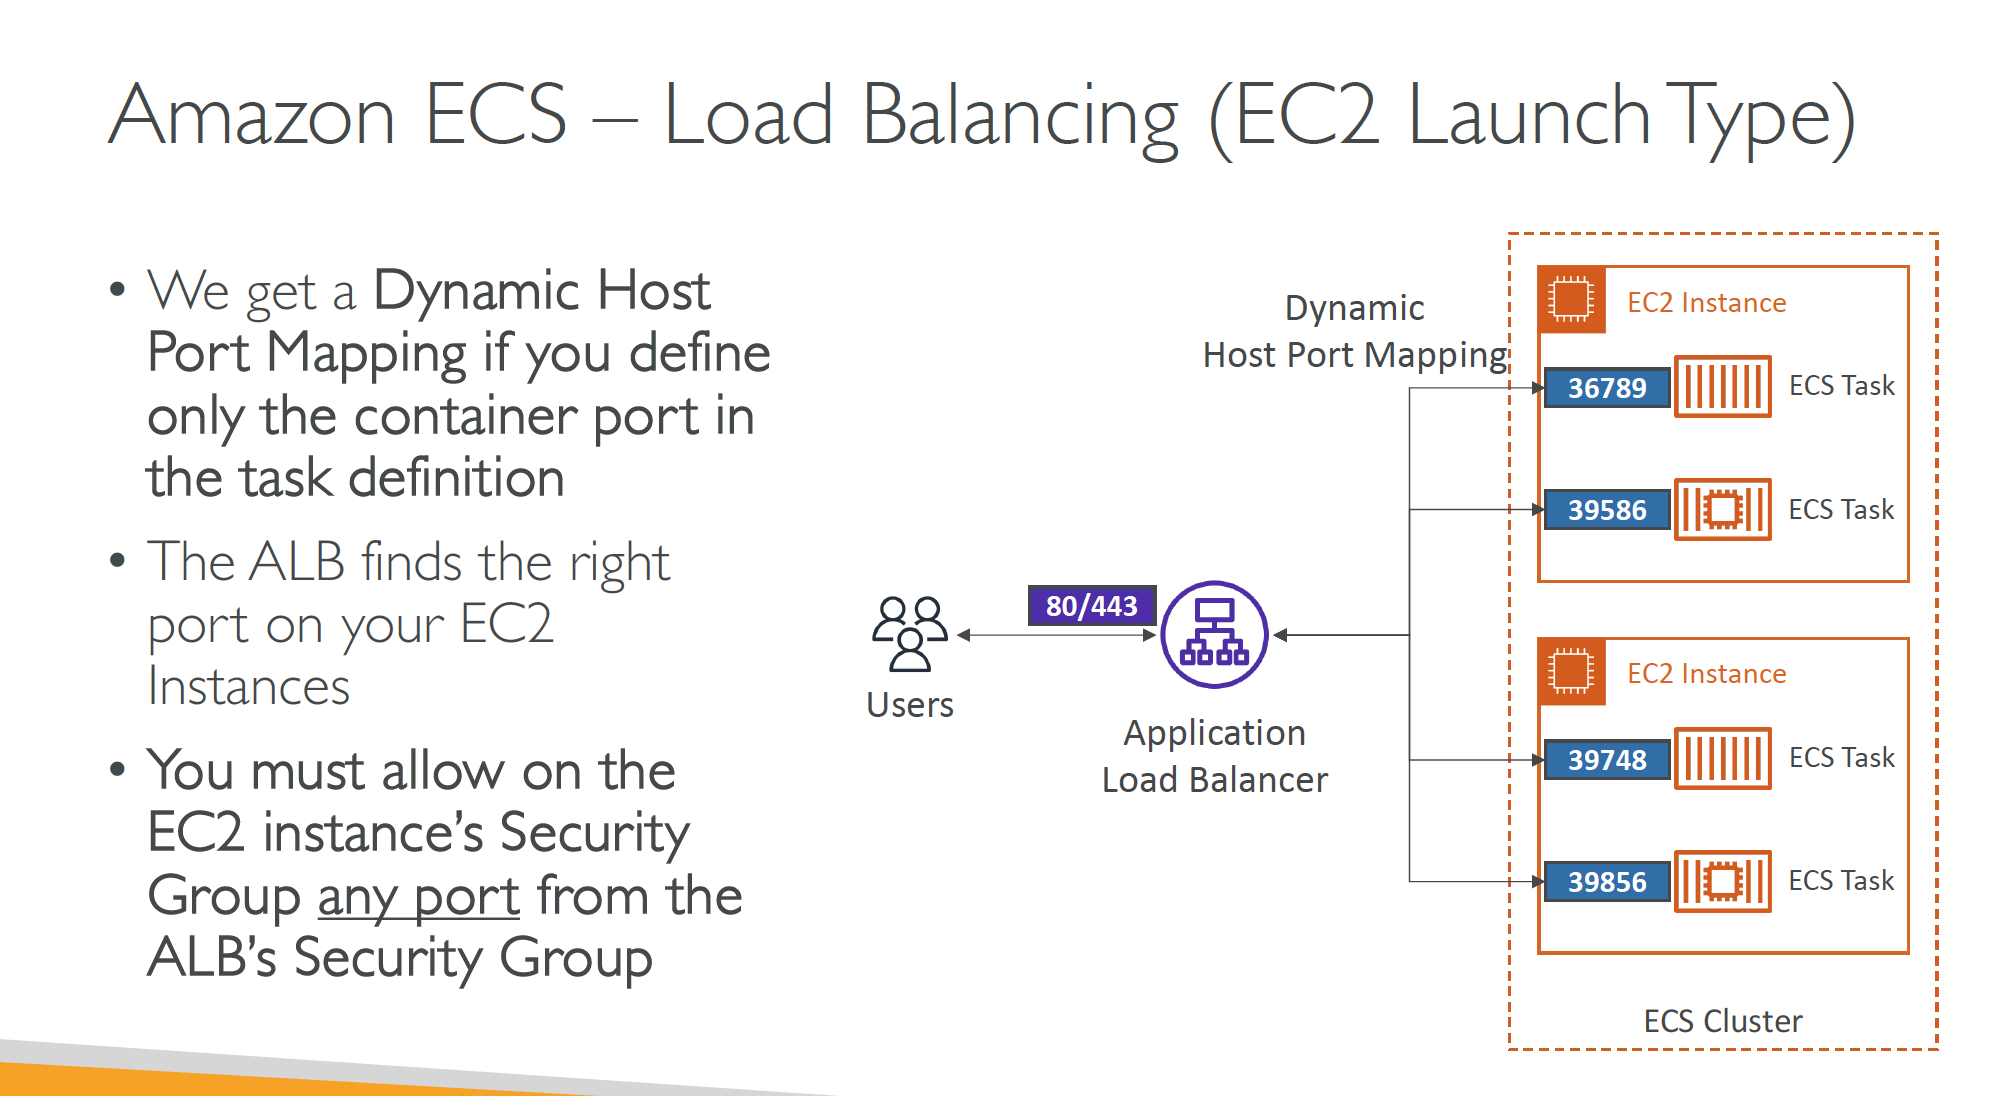 Amazon ECS – Load Balancing (EC2 Launch Type)
• We get a Dynamic Host
Port Mapping if you define
only the container port in
the task definition
• The ALB finds the right
port on your EC2
Instances
• You must allow on the
EC2 instance’s Security
Group any port from the
ALB’s Security Group
Users
80/443
Application
Load Balancer
Dynamic
Host Port Mapping
EC2 Instance
36789
ECS Task
39586
ECS Task
EC2 Instance
39748
ECS Task
39856
ECS Task
ECS Cluster